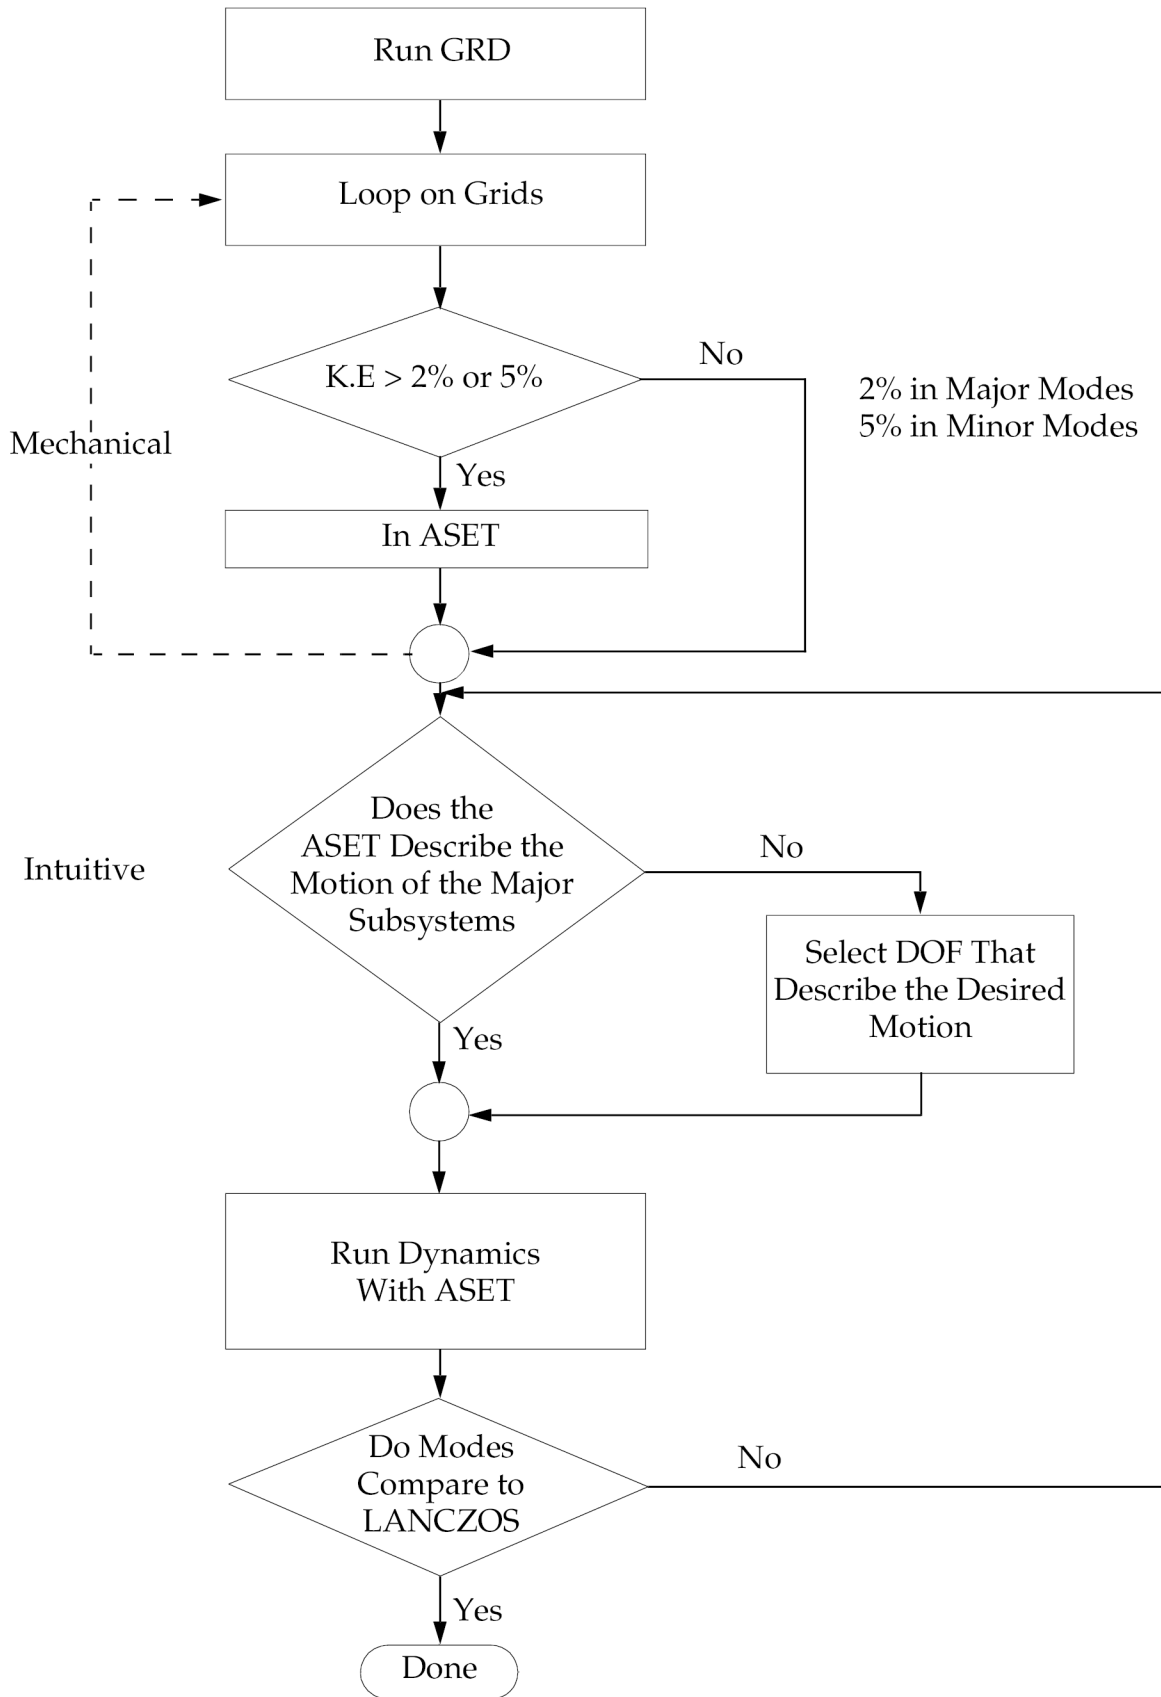 Run GRD
Loop on Grids
No
K.E > 2% or 5%
2% in Major Modes
5% in Minor Modes
Mechanical
Yes
In ASET
Does the
ASET Describe the
Motion of the Major
Subsystems
No
Intuitive
Select DOF That
Describe the Desired
Motion
Yes
Run Dynamics
With ASET
Do Modes
Compare to
LANCZOS
No
Yes
Done